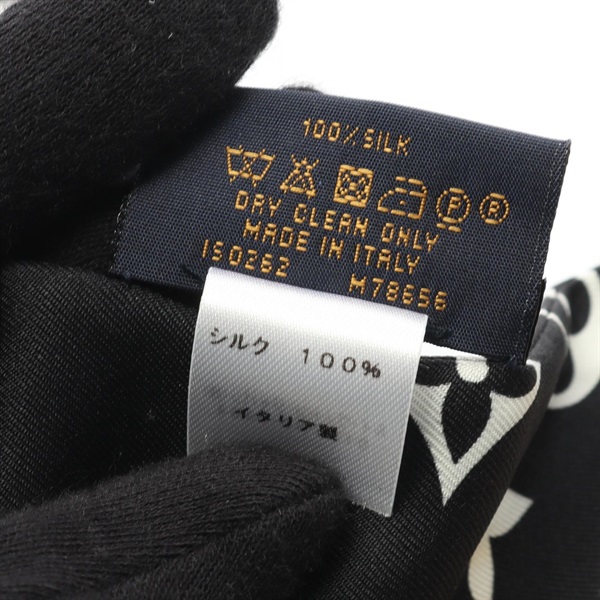 100% SILK
P R
DRY CLEAN ONLY
MADE IN ITALY
IS0262 M78656
シルク 100%
イタリア製